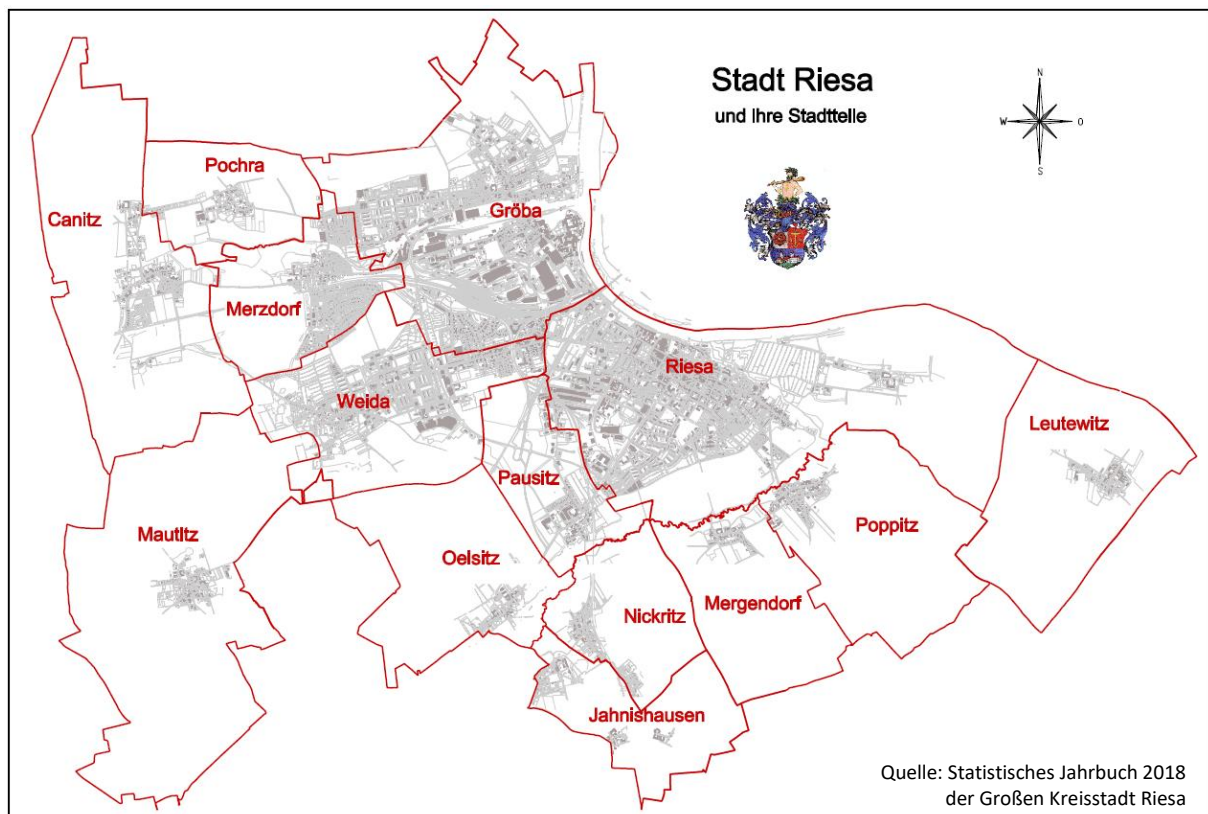 Stadt Riesa
und ihre Stadtteile
N
W O
S
Pochra
Canitz
Gröba
Merzdorf
Riesa
Weida
Leutewitz
Pausitz
Mautitz
Poppitz
Oelsitz
Mergendorf
Nickritz
Jahnishausen
Quelle: Statistisches Jahrbuch 2018
der Großen Kreisstadt Riesa